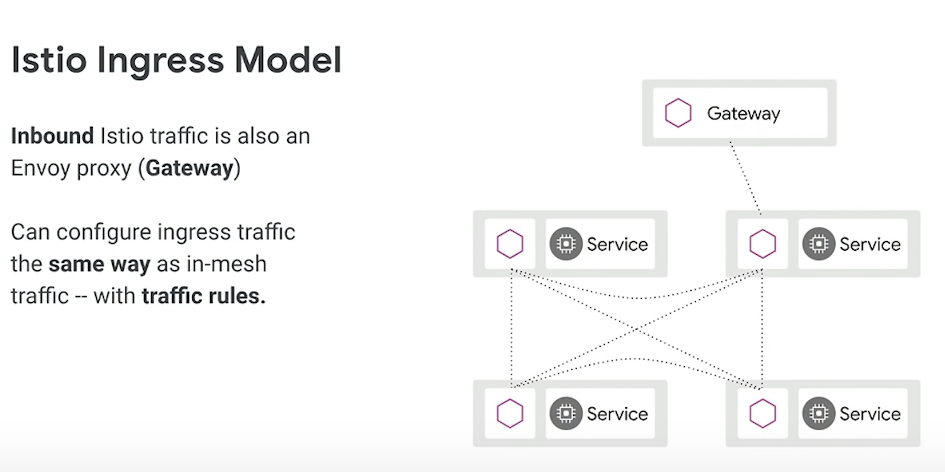 Istio Ingress Model
Inbound Istio traffic is also an
Envoy proxy (Gateway)
Can configure ingress traffic
the same way as in-mesh
traffic -- with traffic rules.
Gateway
Service
Service
Service
Service